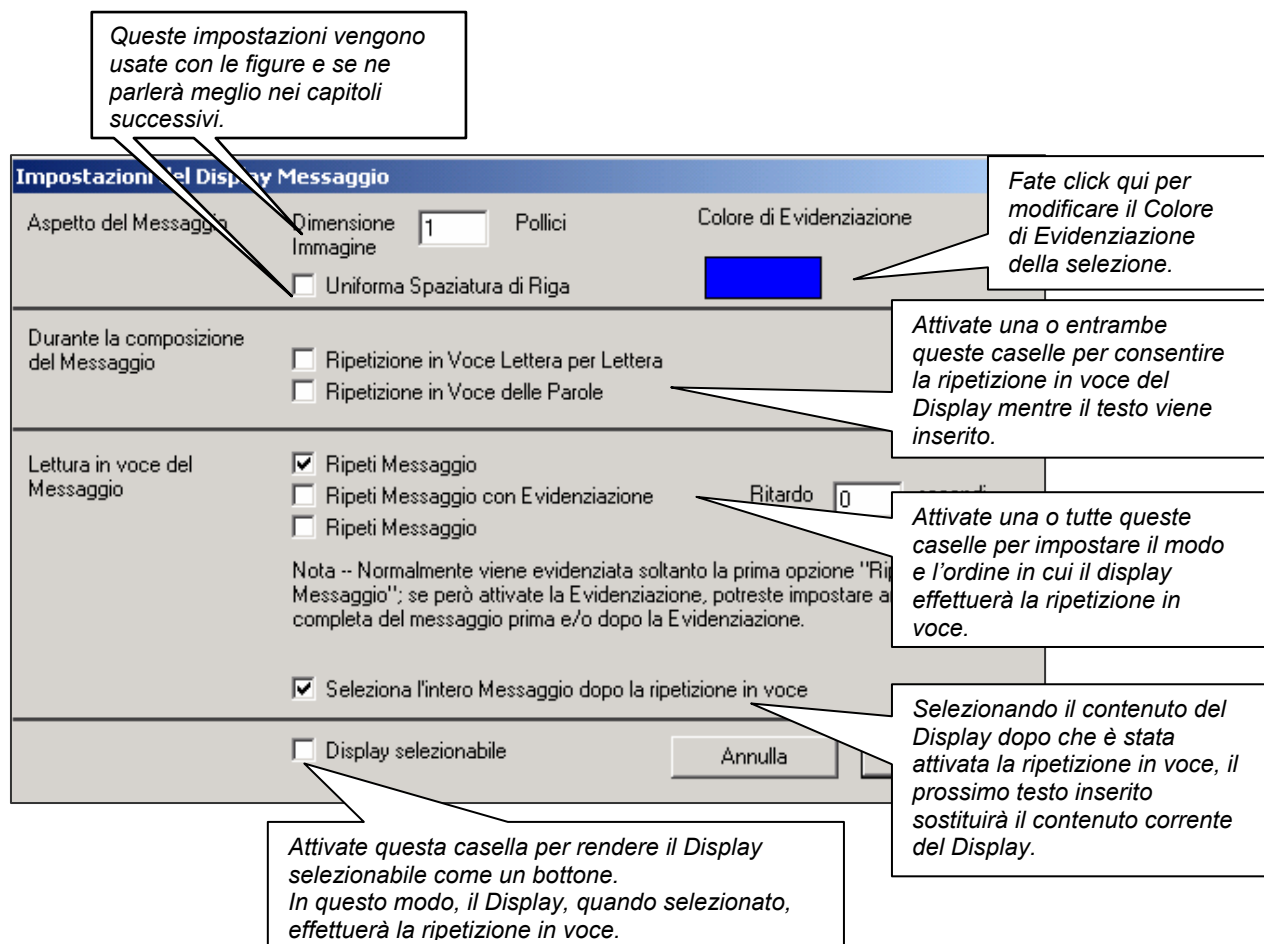 Queste impostazioni vengono
usate con le figure e se ne
parlerà meglio nei capitoli
successivi.
Impostazioni del Display Messaggio
Aspetto del Messaggio
Dimensione
Immagine
1
Pollici
Uniforma Spaziatura di Riga
Colore di Evidenziazione
Fate click qui per
modificare il Colore
di Evidenziazione
della selezione.
Durante la composizione
del Messaggio
Ripetizione in Voce Lettera per Lettera
Ripetizione in Voce delle Parole
Attivate una o entrambe
queste caselle per consentire
la ripetizione in voce del
Display mentre il testo viene
inserito.
Lettura in voce del
Messaggio
Ripeti Messaggio
Ripeti Messaggio con Evidenziazione
Ripeti Messaggio
Ritardo 0
Attivate una o tutte queste
caselle per impostare il modo
e l'ordine in cui il display
effettuerà la ripetizione in
voce.
Nota -- Normalmente viene evidenziata soltanto la prima opzione "Rip
Messaggio"; se però attivate la Evidenziazione, potreste impostare
completa del messaggio prima e/o dopo la Evidenziazione.
Seleziona l'intero Messaggio dopo la ripetizione in voce
Selezionando il contenuto del
Display dopo che è stata
attivata la ripetizione in voce, il
prossimo testo inserito
sostituirà il contenuto corrente
del Display.
Display selezionabile
Annulla
Attivate questa casella per rendere il Display
selezionabile come un bottone.
In questo modo, il Display, quando selezionato,
effettuerà la ripetizione in voce.